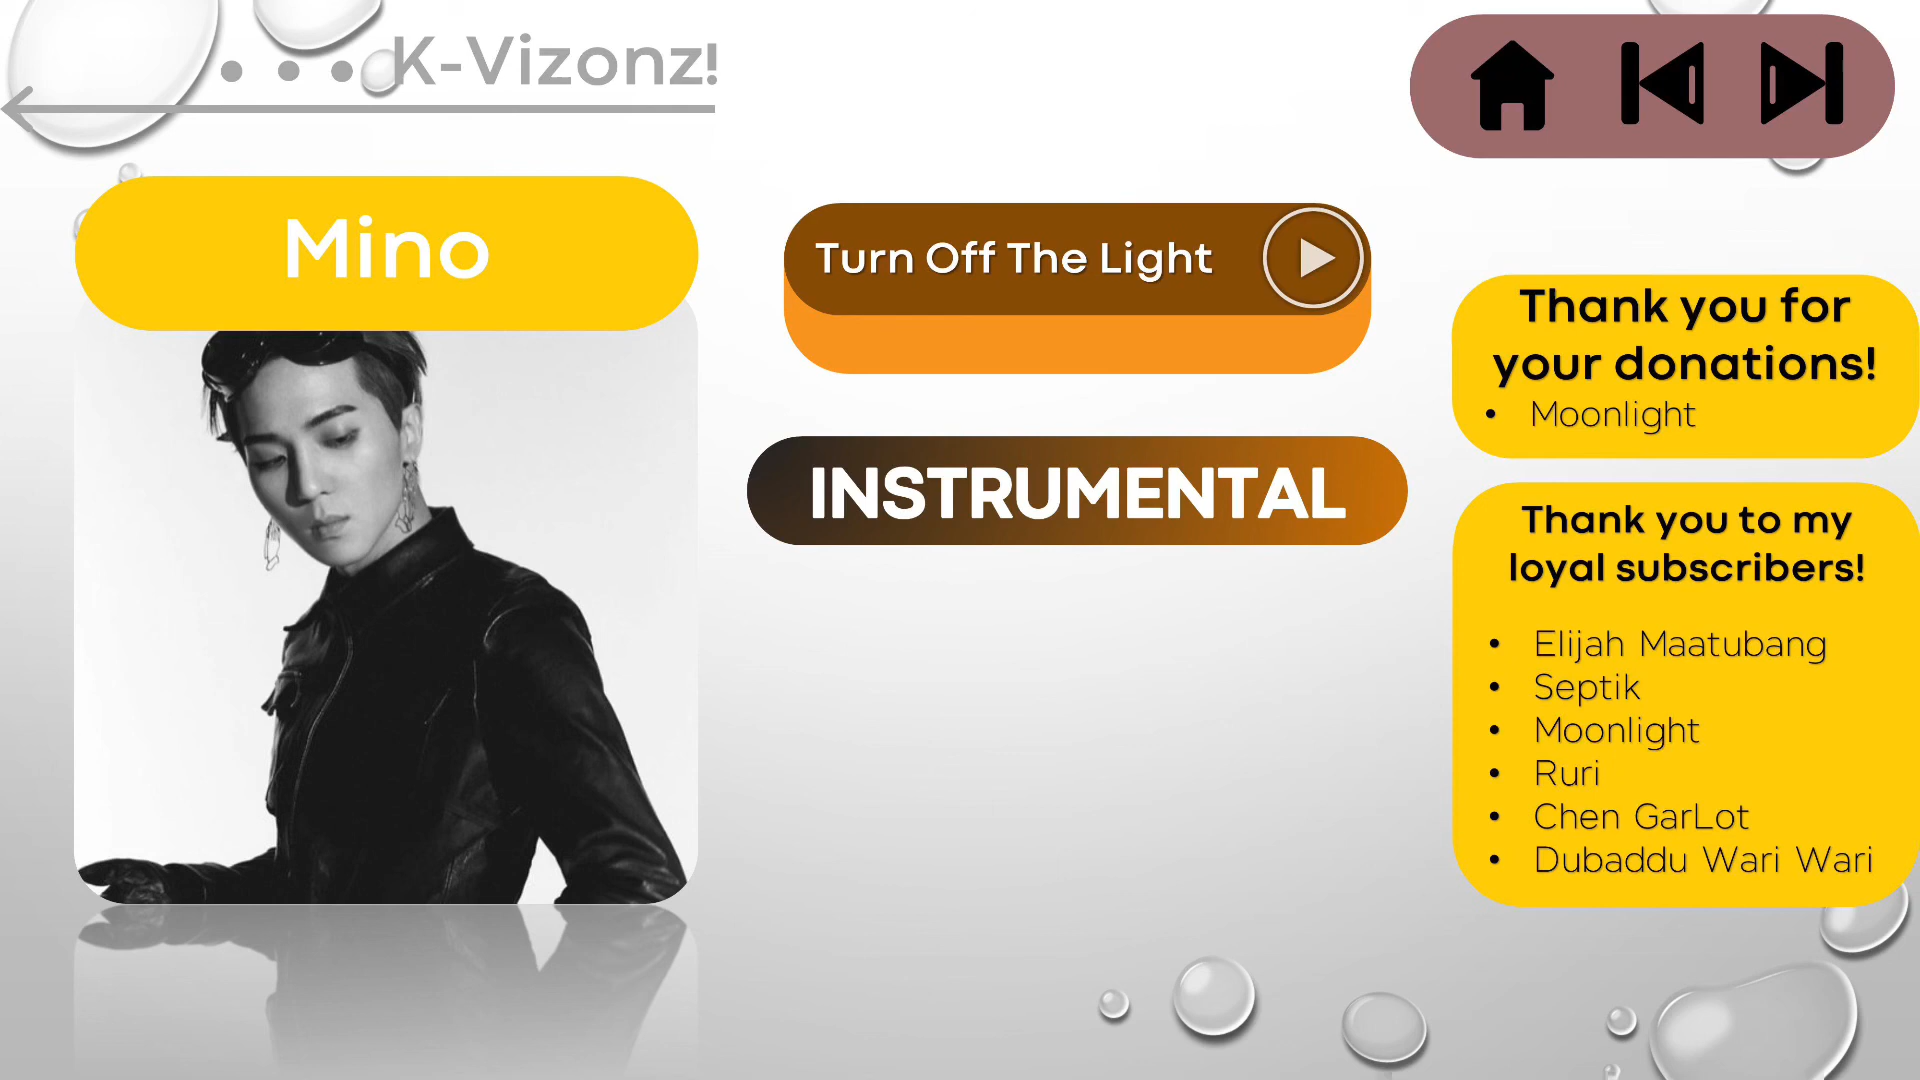 K-Vizonz!
Mino
Turn Off The Light
INSTRUMENTAL
Thank you for
your donations!
• Moonlight
Thank you to my
loyal subscribers!
• Elijah Maatubang
• Septik
• Moonlight
• Ruri
• Chen GarLot
• Dubaddu Wari Wari